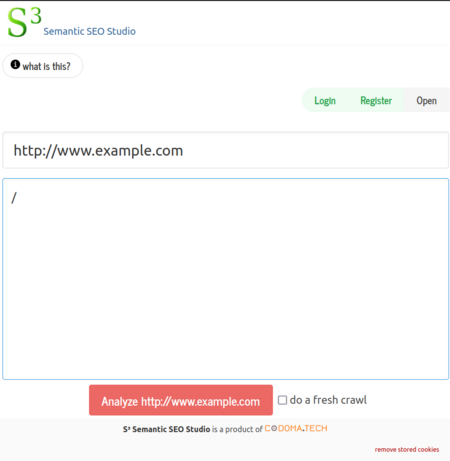 S³ Semantic SEO Studio
what is this?
Login Register Open
http://www.example.com
/
Analyze http://www.example.com do a fresh crawl
S³ Semantic SEO Studio is a product of CODOMA.TECH
remove stored cookies